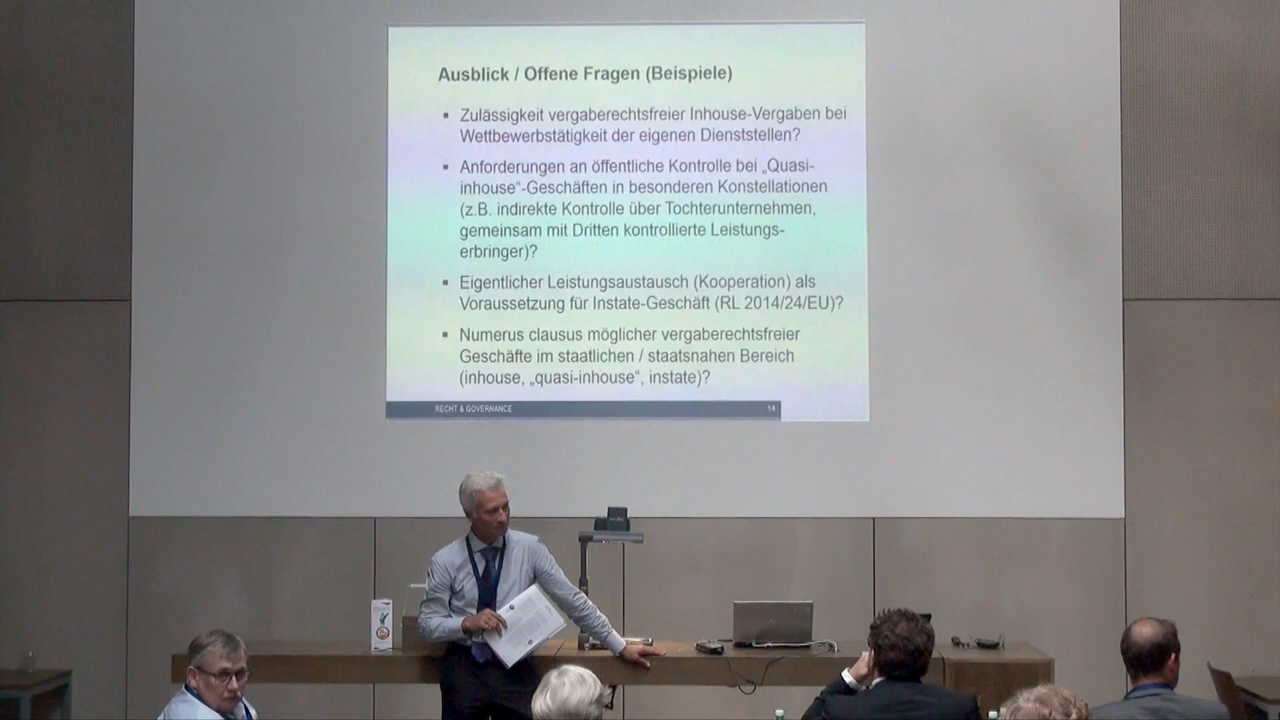 Ausblick / Offene Fragen (Beispiele)
▪ Zulässigkeit vergaberechtsfreier Inhouse-Vergaben bei
Wettbewerbstätigkeit der eigenen Dienststellen?
▪ Anforderungen an öffentliche Kontrolle bei „Quasi-
inhouse“-Geschäften in besonderen Konstellationen
(z.B. indirekte Kontrolle über Tochterunternehmen,
gemeinsam mit Dritten kontrollierte Leistungs-
erbringer)?
▪ Eigentlicher Leistungsaustausch (Kooperation) als
Voraussetzung für Instate-Geschäft (RL 2014/24/EU)?
▪ Numerus clausus möglicher vergaberechtsfreier
Geschäfte im staatlichen / staatsnahen Bereich
(inhouse, „quasi-inhouse“, instate)?
RECHT & GOVERNANCE 14